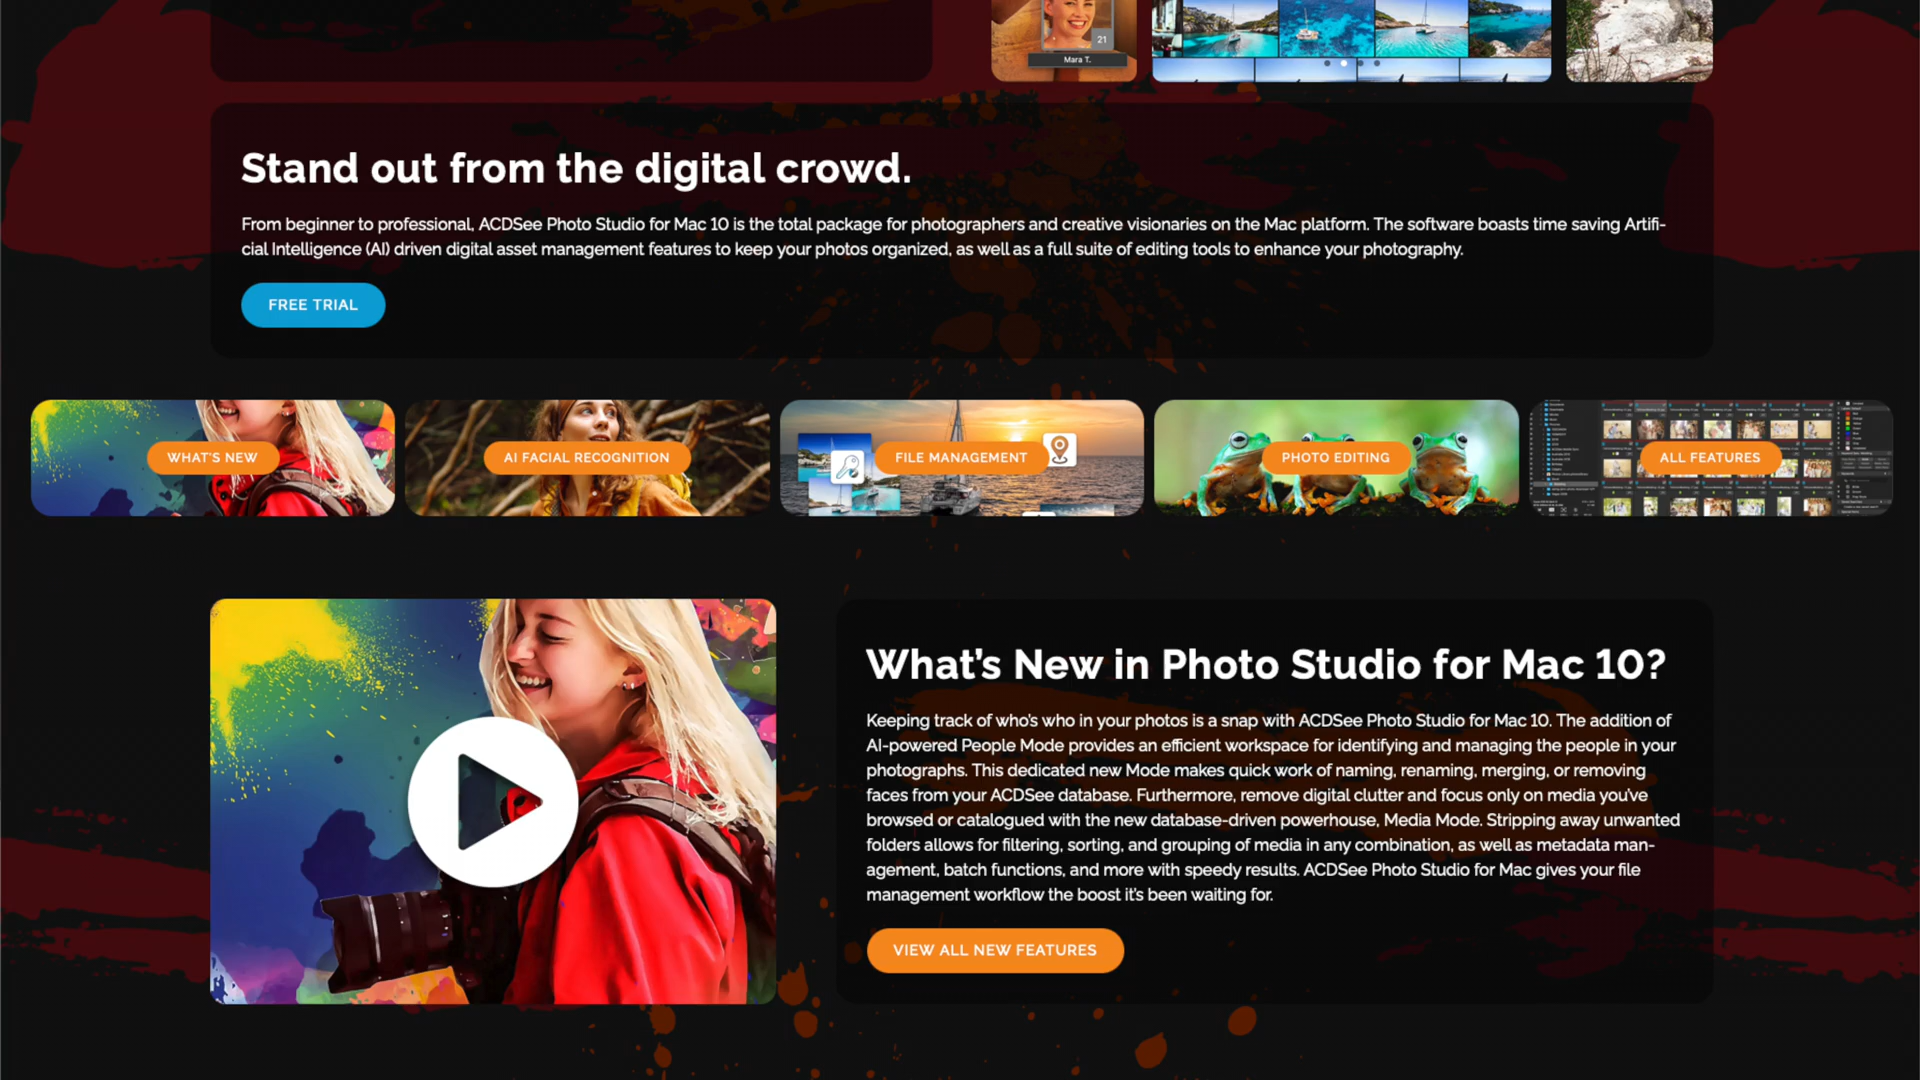 21
Mara T.
Stand out from the digital crowd.
From beginner to professional, ACDSee Photo Studio for Mac 10 is the total package for photographers and creative visionaries on the Mac platform. The software boasts time saving Artifi-
cial Intelligence (AI) driven digital asset management features to keep your photos organized, as well as a full suite of editing tools to enhance your photography.
FREE TRIAL
WHAT'S NEW
AI FACIAL RECOGNITION
FILE MANAGEMENT
PHOTO EDITING
ALL FEATURES
What's New in Photo Studio for Mac 10?
Keeping track of who's who in your photos is a snap with ACDSee Photo Studio for Mac 10. The addition of
AI-powered People Mode provides an efficient workspace for identifying and managing the people in your
photographs. This dedicated new Mode makes quick work of naming, renaming, merging, or removing
faces from your ACDSee database. Furthermore, remove digital clutter and focus only on media you've
browsed or catalogued with the new database-driven powerhouse, Media Mode. Stripping away unwanted
folders allows for filtering, sorting, and grouping of media in any combination, as well as metadata man-
agement, batch functions, and more with speedy results. ACDSee Photo Studio for Mac gives your file
management workflow the boost it's been waiting for.
VIEW ALL NEW FEATURES